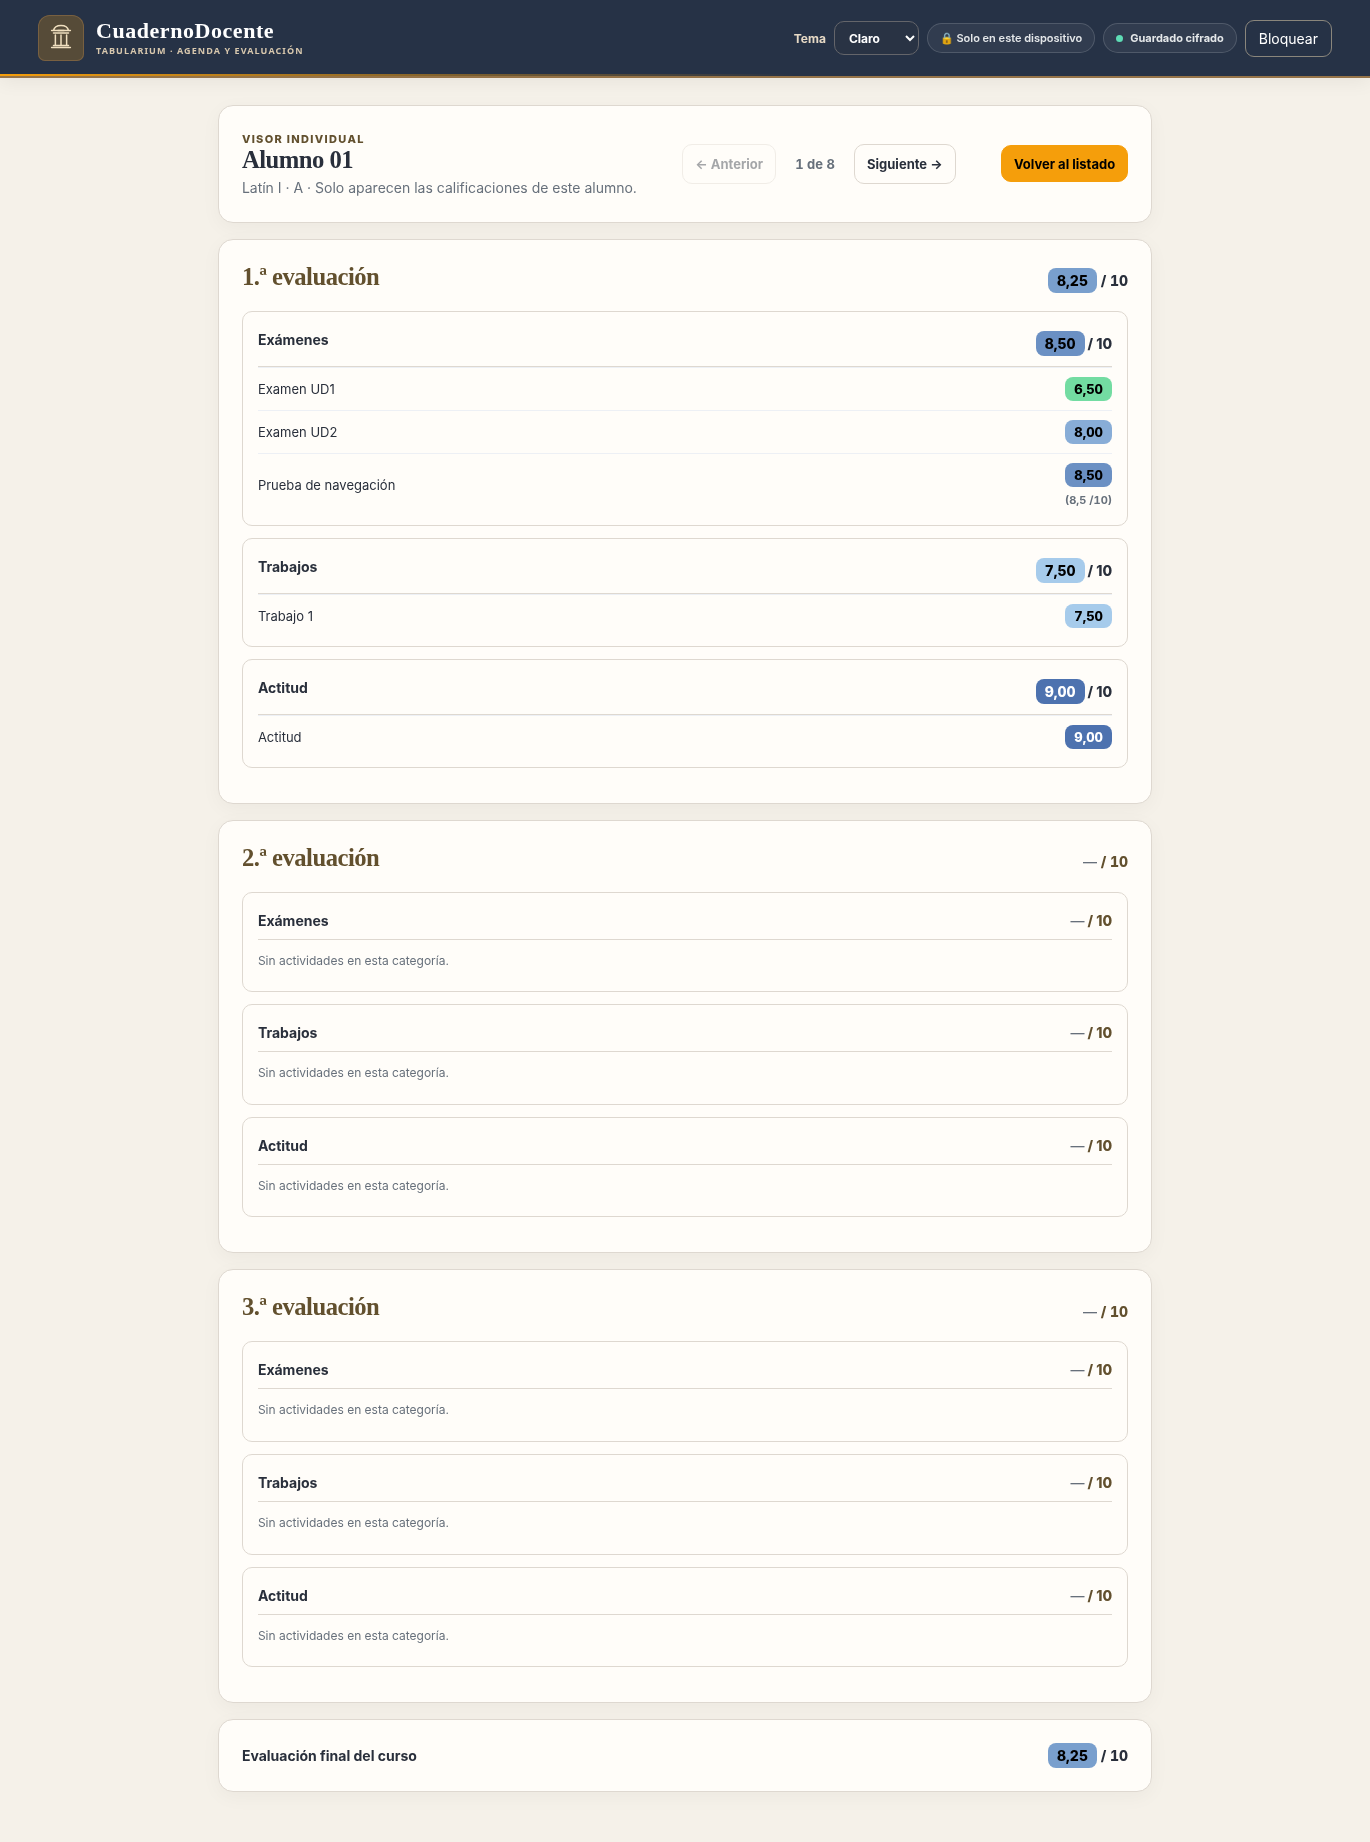 CuadernoDocente
TABULARIUM · AGENDA Y EVALUACIÓN
Tema
Claro
🔒 Solo en este dispositivo
Guardado cifrado
Bloquear
VISOR INDIVIDUAL
Alumno 01
Latín I · A · Solo aparecen las calificaciones de este alumno.
← Anterior
1 de 8
Siguiente →
Volver al listado
1.ª evaluación
8,25 / 10
Exámenes
8,50 / 10
Examen UD1
6,50
Examen UD2
8,00
Prueba de navegación
8,50
(8,5 /10)
Trabajos
7,50 / 10
Trabajo 1
7,50
Actitud
9,00 / 10
Actitud
9,00
2.ª evaluación
— / 10
Exámenes
— / 10
Sin actividades en esta categoría.
Trabajos
— / 10
Sin actividades en esta categoría.
Actitud
— / 10
Sin actividades en esta categoría.
3.ª evaluación
— / 10
Exámenes
— / 10
Sin actividades en esta categoría.
Trabajos
— / 10
Sin actividades en esta categoría.
Actitud
— / 10
Sin actividades en esta categoría.
Evaluación final del curso
8,25 / 10